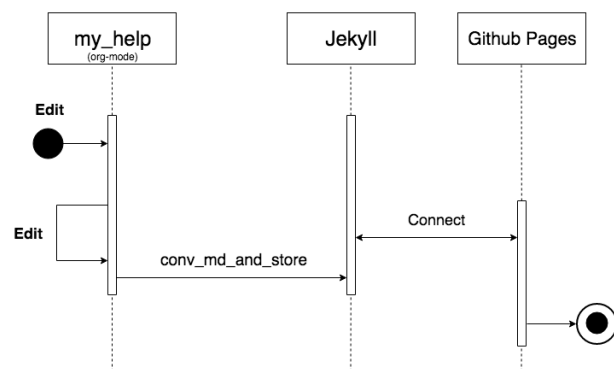 my_help
(org-mode)
Jekyll
Github Pages
Edit
Edit
Connect
conv_md_and_store